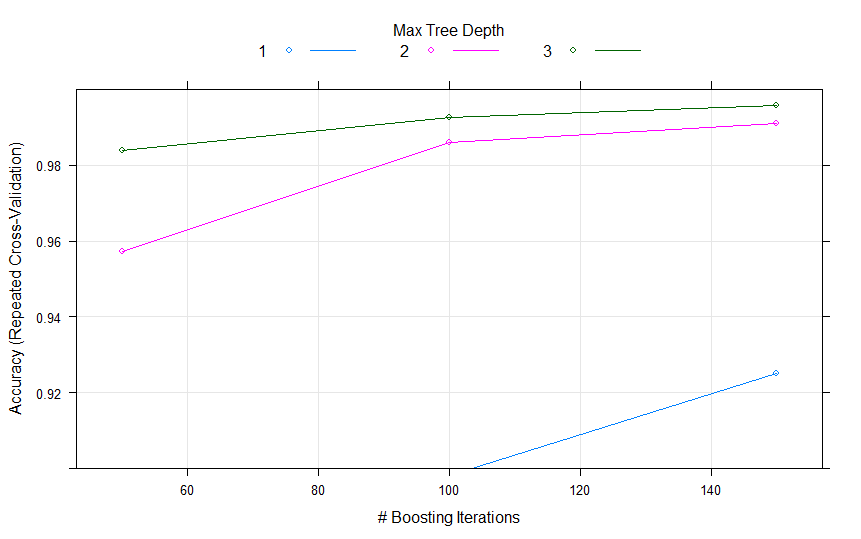 Max Tree Depth
1 2 3
Accuracy (Repeated Cross-Validation)
0.98
0.96
0.94
0.92
60 80 100 120 140
# Boosting Iterations